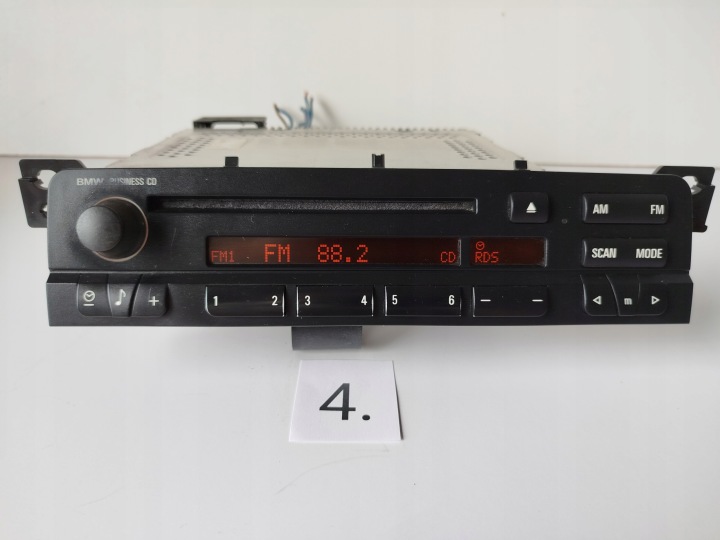 BMW BUSINESS CD
AM FM
FM1 FM 88.2 CD RDS
SCAN MODE
+ 1 2 3 4 5 6 — — m
4.